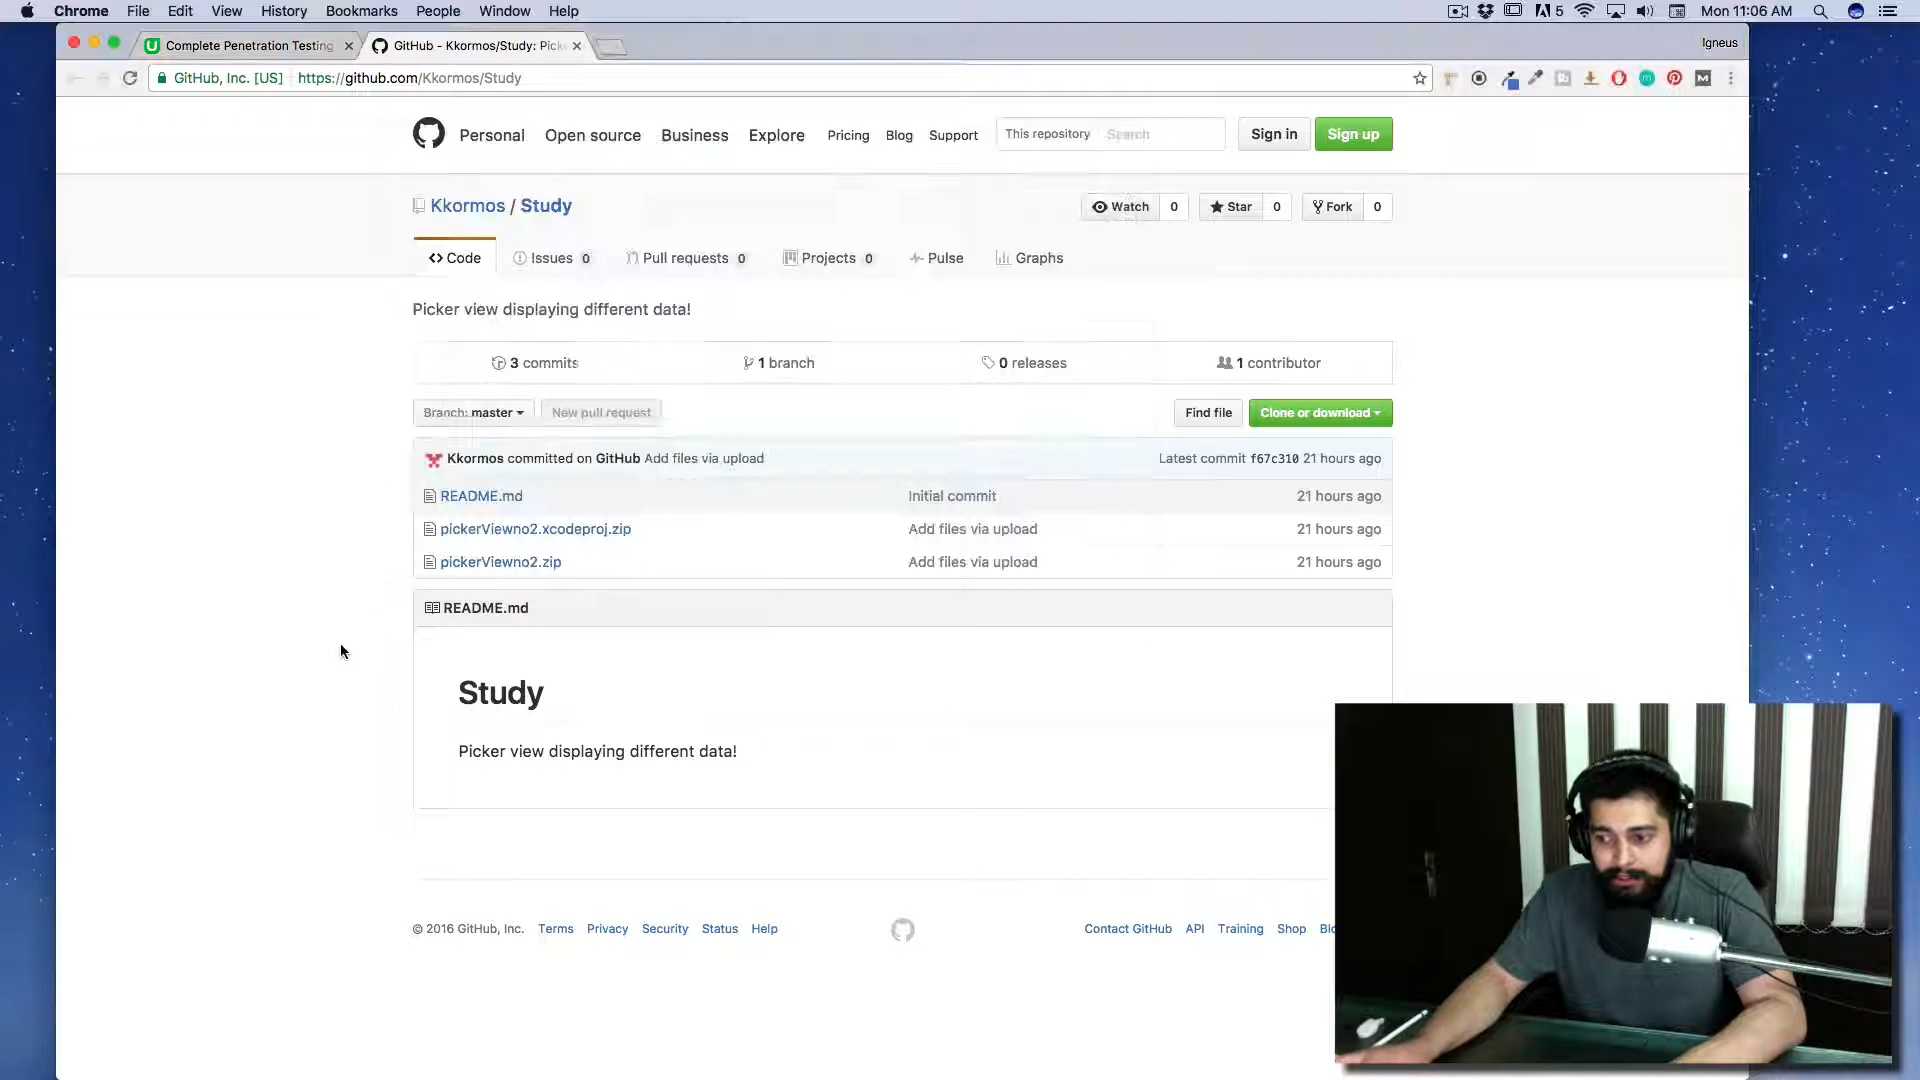 Chrome File Edit View History Bookmarks People Window Help 5 Mon 11:06 AM
Complete Penetration Testing GitHub - Kkormos/Study: Pick Igneus
GitHub, Inc. [US] https://github.com/Kkormos/Study
Personal Open source Business Explore Pricing Blog Support This repository Search Sign in Sign up
Kkormos / Study Watch 0 Star 0 Fork 0
Code Issues 0 Pull requests 0 Projects 0 Pulse Graphs
Picker view displaying different data!
3 commits 1 branch 0 releases 1 contributor
Branch: master New pull request Find file Clone or download
Kkormos committed on GitHub Add files via upload Latest commit f67c310 21 hours ago
README.md Initial commit 21 hours ago
pickerViewno2.xcodeproj.zip Add files via upload 21 hours ago
pickerViewno2.zip Add files via upload 21 hours ago
README.md
Study
Picker view displaying different data!
© 2016 GitHub, Inc. Terms Privacy Security Status Help Contact GitHub API Training Shop